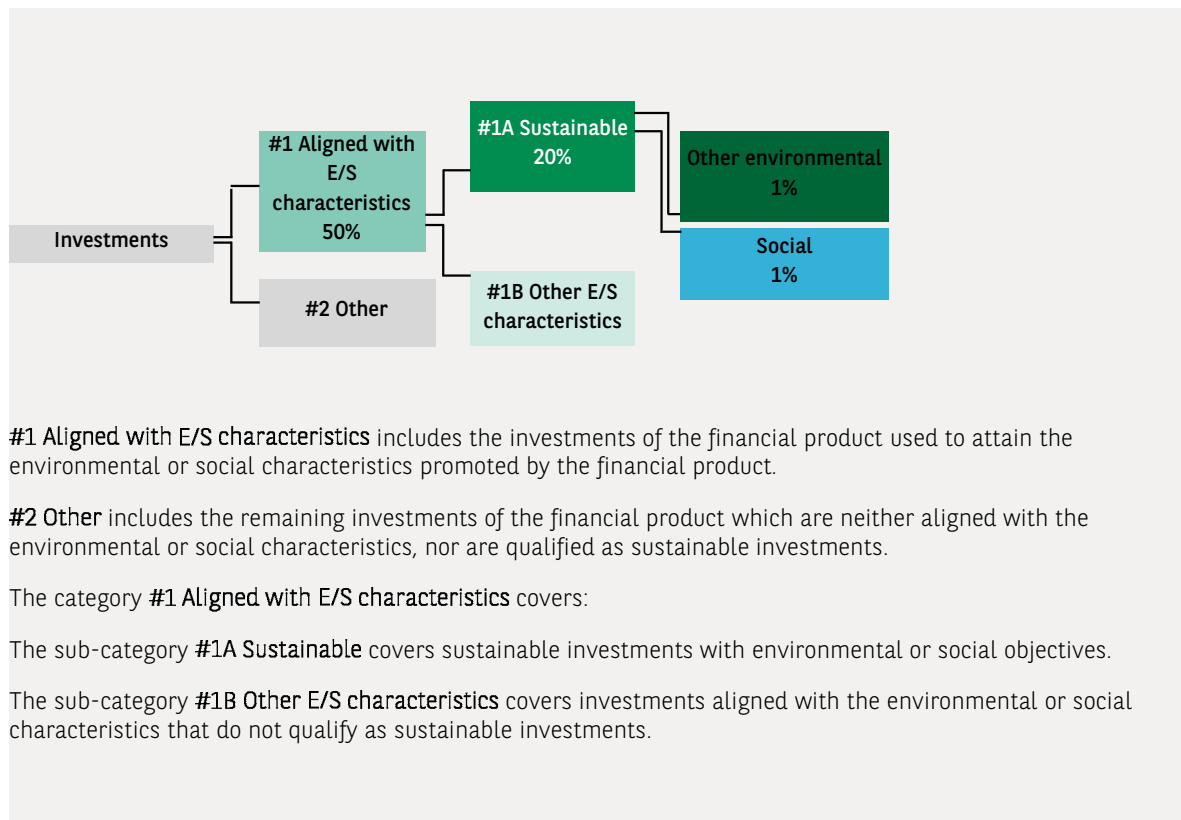 #1A Sustainable
20%
#1 Aligned with
E/S
characteristics
50%
Other environmental
1%
Investments
Social
1%
#2 Other
#1B Other E/S
characteristics
#1 Aligned with E/S characteristics includes the investments of the financial product used to attain the
environmental or social characteristics promoted by the financial product.
#2 Other includes the remaining investments of the financial product which are neither aligned with the
environmental or social characteristics, nor are qualified as sustainable investments.
The category #1 Aligned with E/S characteristics covers:
The sub-category #1A Sustainable covers sustainable investments with environmental or social objectives.
The sub-category #1B Other E/S characteristics covers investments aligned with the environmental or social
characteristics that do not qualify as sustainable investments.